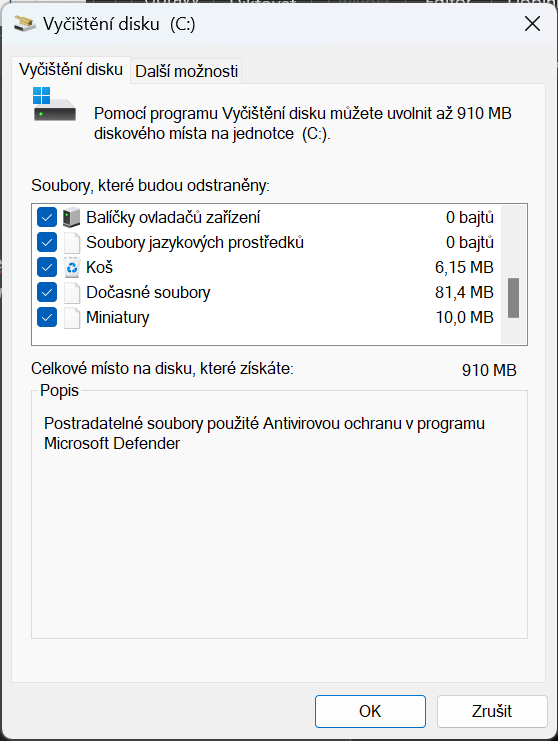 Vyčištění disku (C:)
Vyčištění disku
Další možnosti
Pomocí programu Vyčištění disku můžete uvolnit až 910 MB
diskového místa na jednotce (C:).
Soubory, které budou odstraněny:
Balíčky ovladačů zařízení 0 bajtů
Soubory jazykových prostředků 0 bajtů
Koš 6,15 MB
Dočasné soubory 81,4 MB
Miniatury 10,0 MB
Celkové místo na disku, které získáte: 910 MB
Popis
Postradatelné soubory použité Antivirovou ochranu v programu
Microsoft Defender
OK
Zrušit